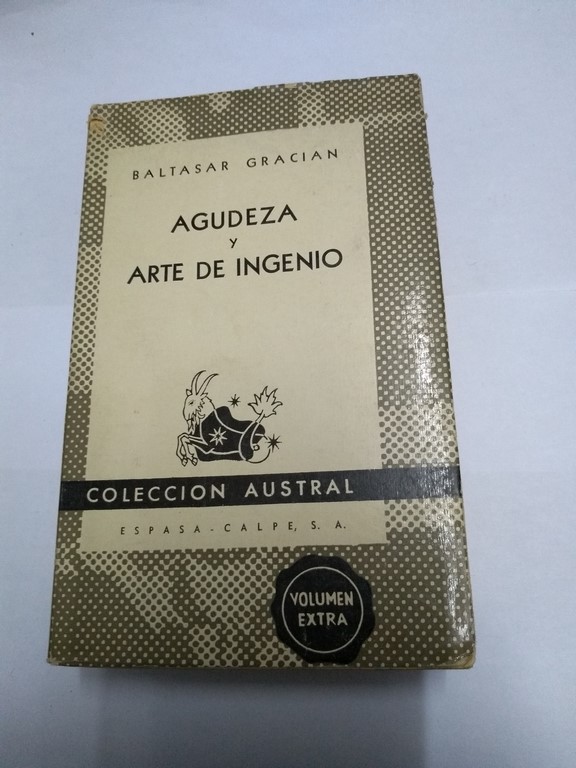 BALTASAR GRACIAN
AGUDEZA
Y
ARTE DE INGENIO
COLECCION AUSTRAL
ESPASA - CALPE, S. A.
VOLUMEN
EXTRA